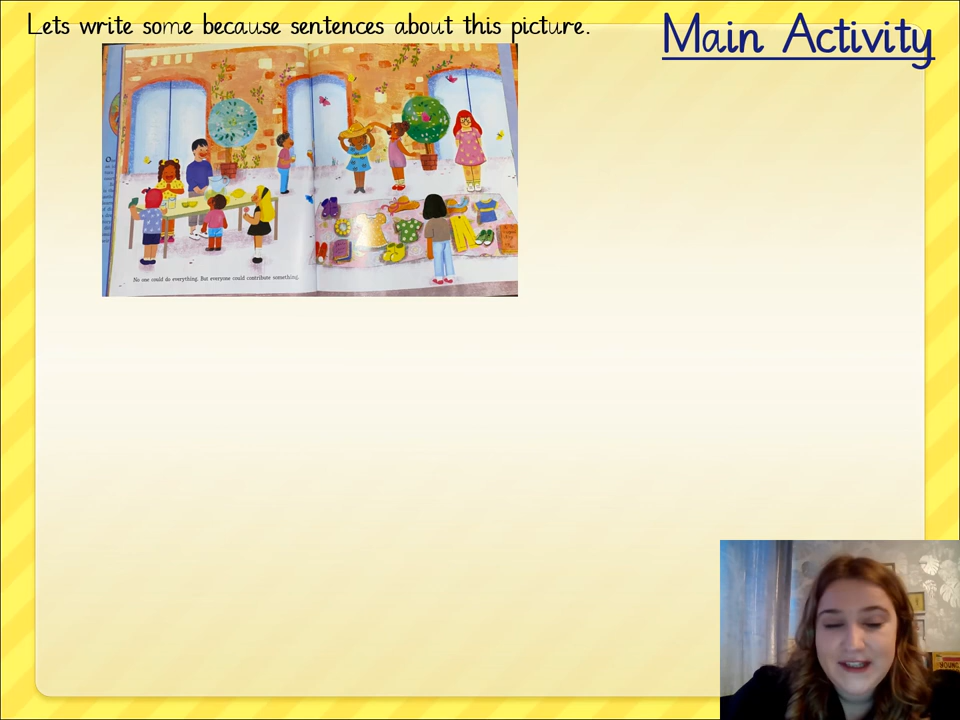 Lets write some because sentences about this picture.
Main Activity
No one could do everything. But everyone could contribute something.